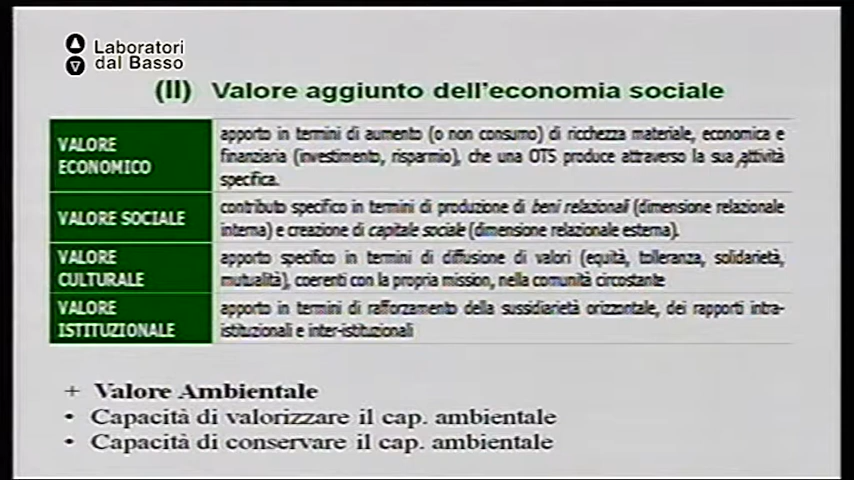 Laboratori
dal Basso
(II) Valore aggiunto dell'economia sociale
VALORE
ECONOMICO
apporto in termini di aumento (o non consumo) di ricchezza materiale, economica e
finanziaria (investimento, risparmio), che una OTS produce attraverso la sua attività
specifica.
VALORE SOCIALE
contributo specifico in termini di produzione di beni relazionali (dimensione relazionale
interna) e creazione di capitale sociale (dimensione relazionale esterna).
VALORE
CULTURALE
apporto specifico in termini di diffusione di valori (equità, tolleranza, solidarietà,
mutualità), coerenti con la propria mission, nella comunità circostante
VALORE
ISTITUZIONALE
apporto in termini di rafforzamento della sussidiarietà orizzontale, dei rapporti intra-
istituzionali e inter-istituzionali
+ Valore Ambientale
• Capacità di valorizzare il cap. ambientale
• Capacità di conservare il cap. ambientale